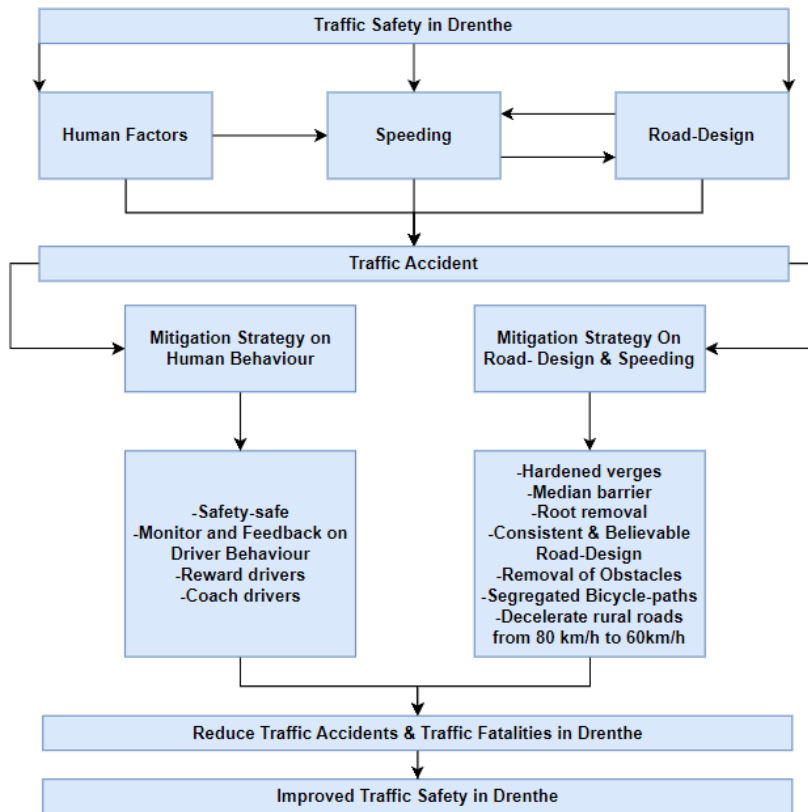 Traffic Safety in Drenthe
Human Factors
Speeding
Road-Design
Traffic Accident
Mitigation Strategy on
Human Behaviour
Mitigation Strategy On
Road- Design & Speeding
-Safety-safe
-Monitor and Feedback on
Driver Behaviour
-Reward drivers
-Coach drivers
-Hardened verges
-Median barrier
-Root removal
-Consistent & Believable
Road-Design
-Removal of Obstacles
-Segregated Bicycle-paths
-Decelerate rural roads
from 80 km/h to 60km/h
Reduce Traffic Accidents & Traffic Fatalities in Drenthe
Improved Traffic Safety in Drenthe